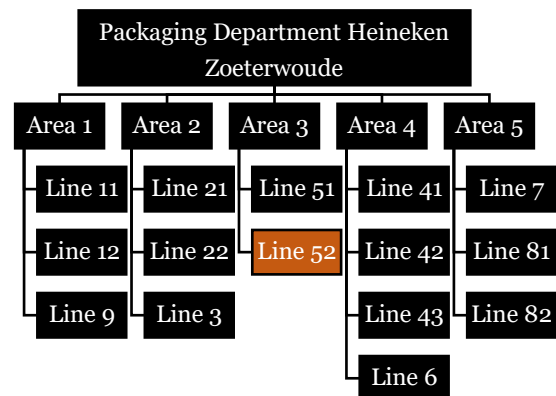 Packaging Department Heineken
Zoeterwoude
Area 1
Line 11
Line 12
Line 9
Area 2
Line 21
Line 22
Line 3
Area 3
Line 51
Line 52
Area 4
Line 41
Line 42
Line 43
Line 6
Area 5
Line 7
Line 81
Line 82